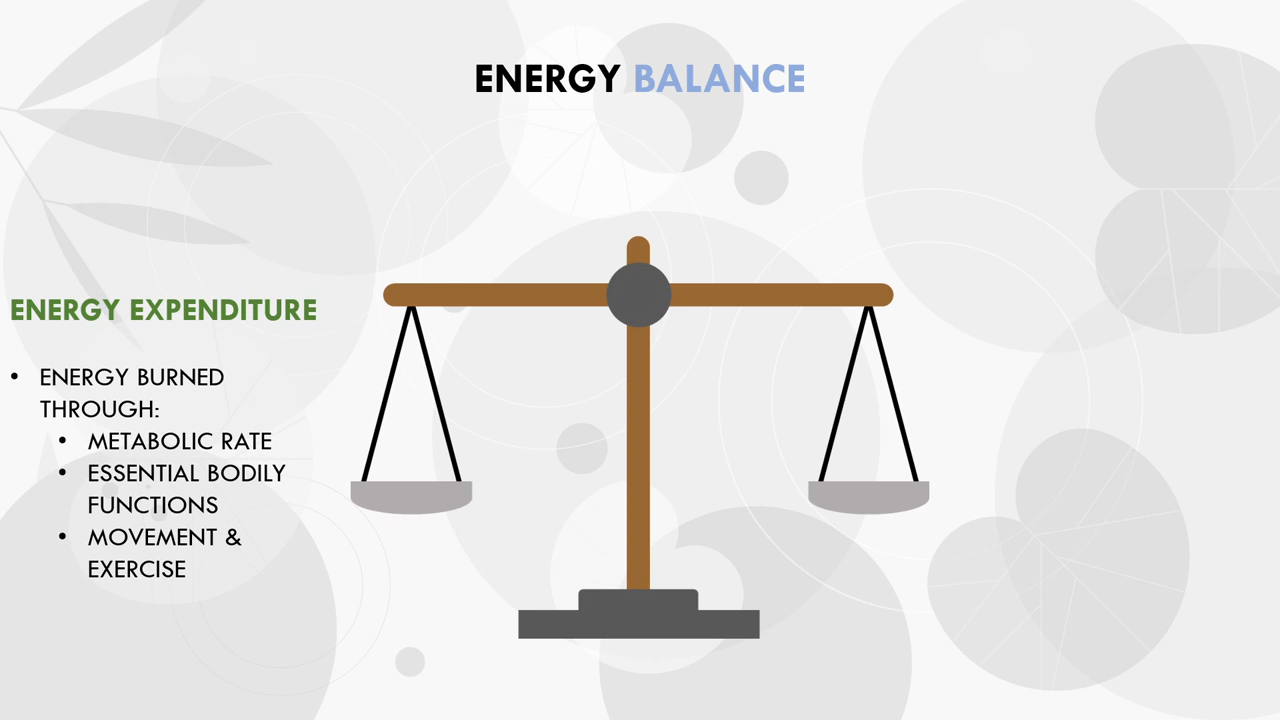 ENERGY BALANCE
ENERGY EXPENDITURE
• ENERGY BURNED
THROUGH:
• METABOLIC RATE
• ESSENTIAL BODILY
FUNCTIONS
• MOVEMENT &
EXERCISE